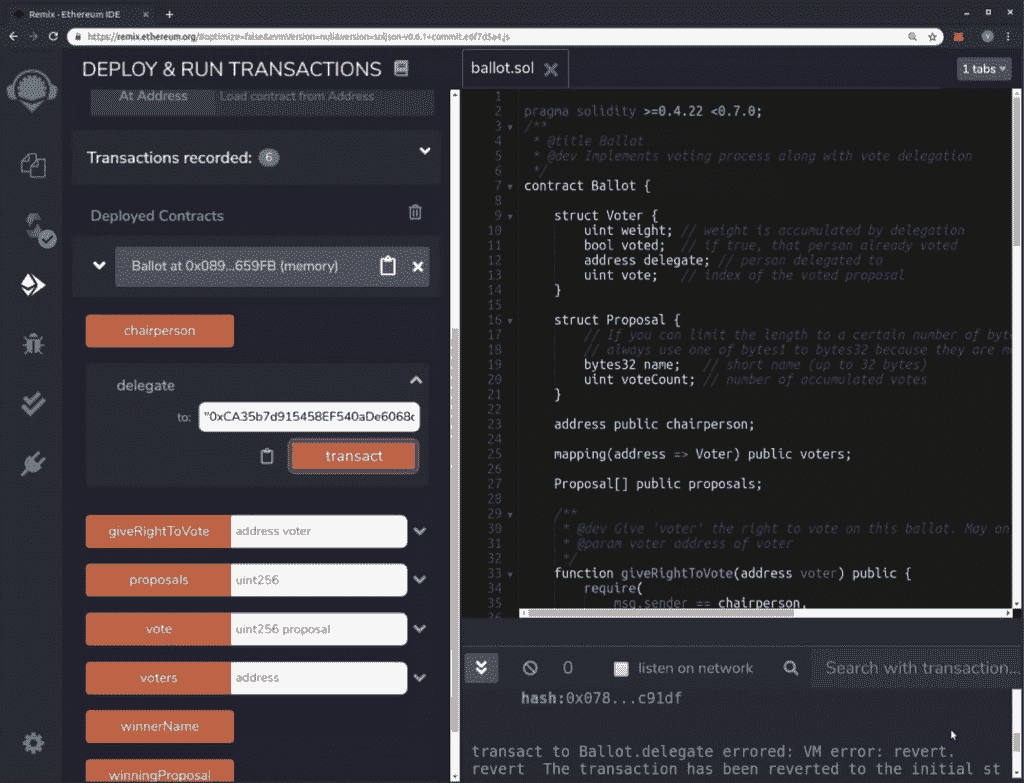 Remix - Ethereum IDE
https://remix.ethereum.org/#optimize=false&evmVersion=null&version=soljson-v0.6.1+commit.e6f7d5a4.js
DEPLOY & RUN TRANSACTIONS
At Address
Load contract from Address
Transactions recorded: 6
Deployed Contracts
Ballot at 0x089...659FB (memory)
chairperson
delegate
to:
"0xCA35b7d915458EF540aDe6068
transact
giveRightToVote
address voter
proposals
uint256
vote
uint256 proposal
voters
address
winnerName
winningProposal
ballot.sol
1 tabs
1
2 pragma solidity >=0.4.22 <0.7.0;
3 /**
4 * @title Ballot
5 * @dev Implements voting process along with vote delegation
6 */
7 contract Ballot {
8
9 struct Voter {
10 uint weight; // weight is accumulated by delegation
11 bool voted; // if true, that person already voted
12 address delegate; // person delegated to
13 uint vote; // index of the voted proposal
14 }
15
16 struct Proposal {
17 // If you can limit the length to a certain number of byt
18 // always use one of bytes1 to bytes32 because they are m
19 bytes32 name; // short name (up to 32 bytes)
20 uint voteCount; // number of accumulated votes
21 }
22
23 address public chairperson;
24
25 mapping(address => Voter) public voters;
26
27 Proposal[] public proposals;
28
29 /**
30 * @dev Give 'voter' the right to vote on this ballot. May on
31 * @param voter address of voter
32 */
33 function giveRightToVote(address voter) public {
34 require(
35 msg.sender == chairperson,
36
0
listen on network
Search with transaction...
hash:0x078...c91df
transact to Ballot.delegate errored: VM error: revert.
revert The transaction has been reverted to the initial st